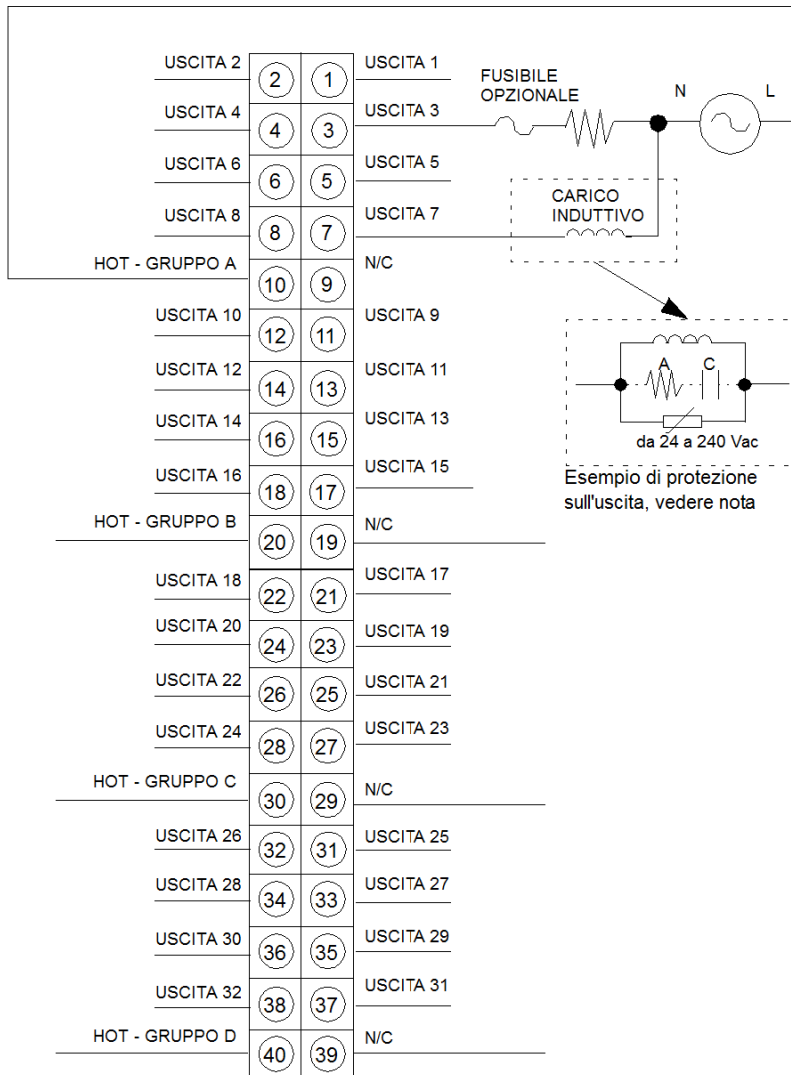 USCITA 2 2 1 USCITA 1
FUSIBILE
OPZIONALE
N L
USCITA 4 4 3 USCITA 3
USCITA 6 6 5 USCITA 5
CARICO
INDUTTIVO
USCITA 8 8 7 USCITA 7
HOT - GRUPPO A 10 9 N/C
USCITA 10 12 11 USCITA 9
USCITA 12 14 13 USCITA 11
A C
da 24 a 240 Vac
Esempio di protezione
sull'uscita, vedere nota
USCITA 14 16 15 USCITA 13
USCITA 16 18 17 USCITA 15
HOT - GRUPPO B 20 19 N/C
USCITA 18 22 21 USCITA 17
USCITA 20 24 23 USCITA 19
USCITA 22 26 25 USCITA 21
USCITA 24 28 27 USCITA 23
HOT - GRUPPO C 30 29 N/C
USCITA 26 32 31 USCITA 25
USCITA 28 34 33 USCITA 27
USCITA 30 36 35 USCITA 29
USCITA 32 38 37 USCITA 31
HOT - GRUPPO D 40 39 N/C